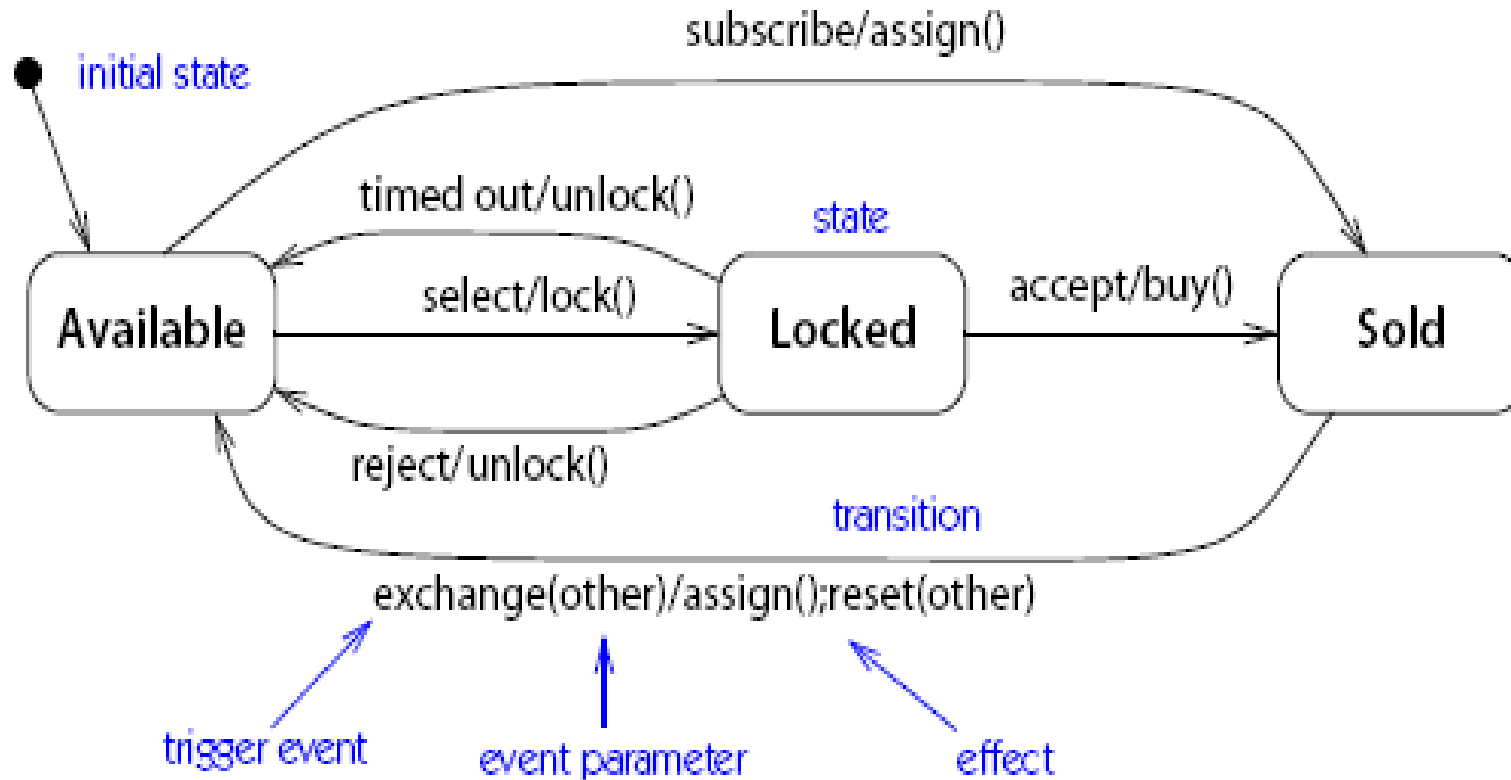 subscribe/assign()
initial state
timed out/unlock()
state
select/lock()
accept/buy()
Available
Locked
Sold
reject/unlock()
transition
exchange(other)/assign();reset(other)
trigger event
event parameter
effect